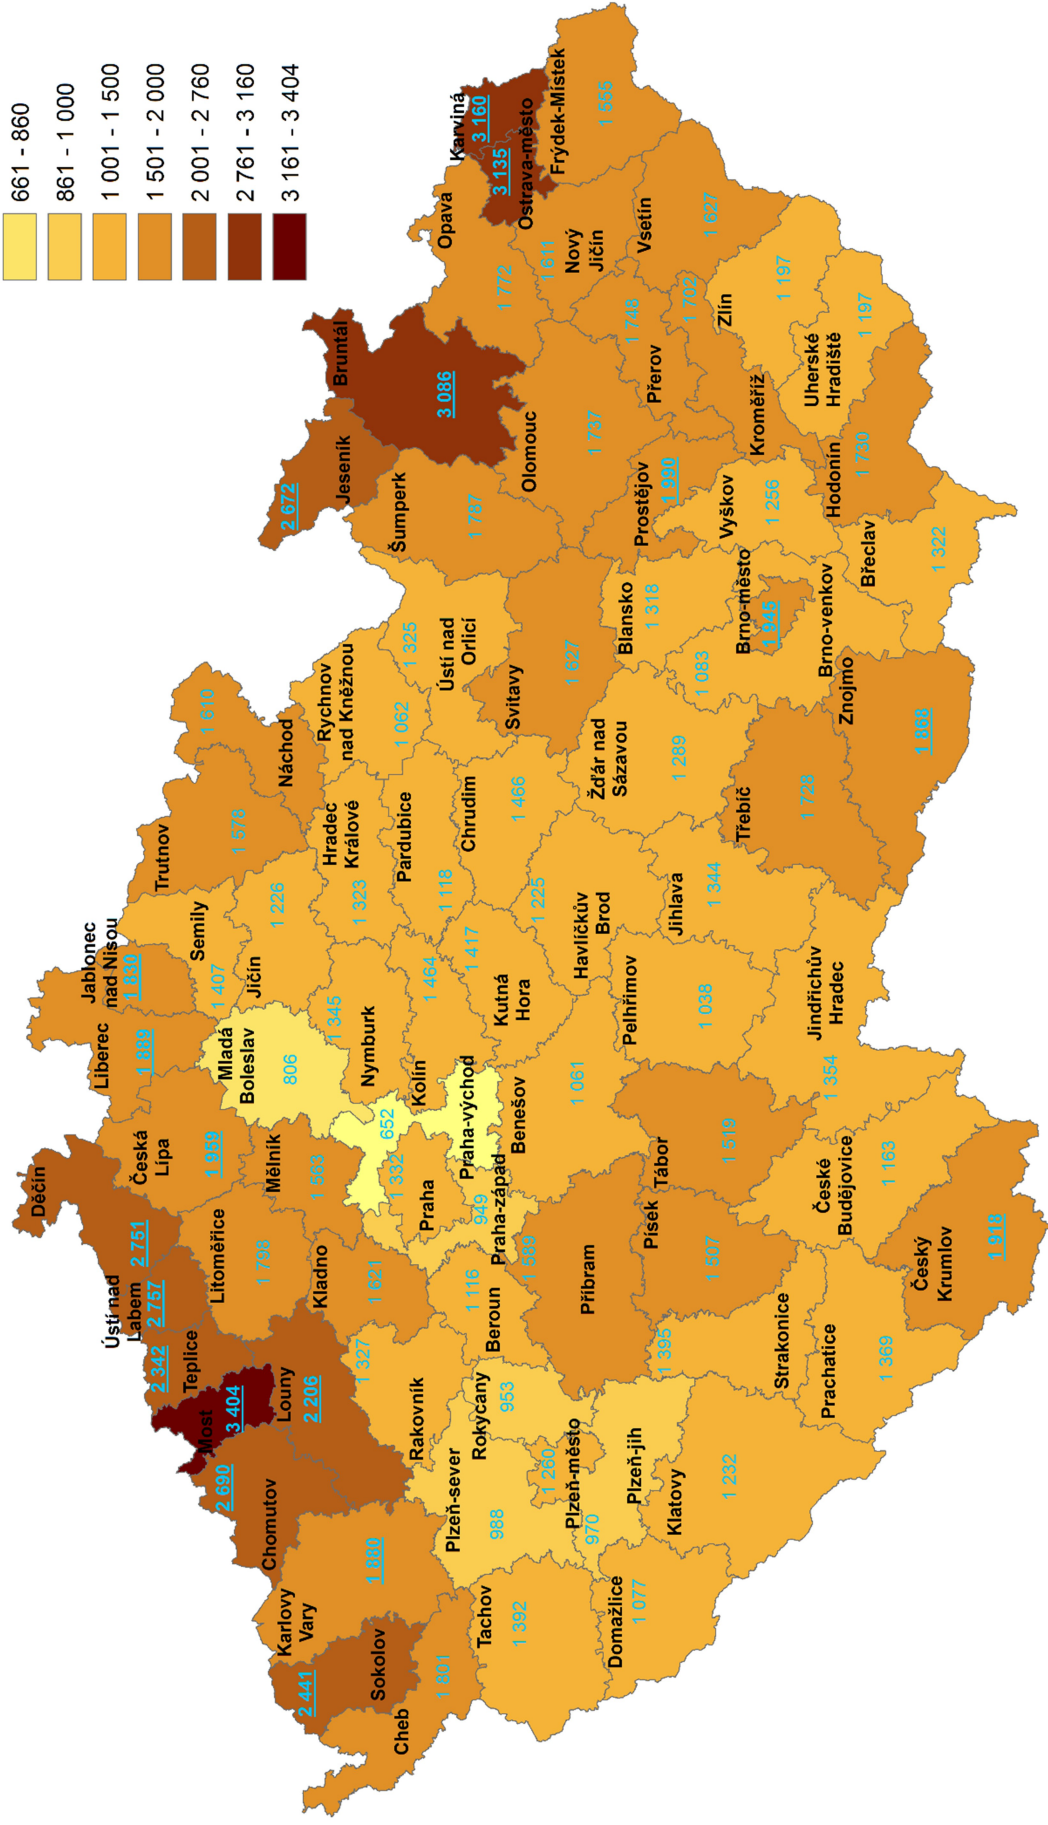 661 - 860
861 - 1 000
1 001 - 1 500
1 501 - 2 000
2 001 - 2 760
2 761 - 3 160
3 161 - 3 404
Děčín
2 751
Ústí nad
Labem
2 757
Teplice
2 342
Most
3 404
Chomutov
2 690
Louny
2 206
Litoměřice
1 798
Česká
Lípa
1 959
Liberec
1 889
Jablonec
nad Nisou
1 830
Semily
1 407
Trutnov
1 578
Náchod
1 610
Jičín
1 226
Mladá
Boleslav
806
Mělník
1 563
Kladno
1 621
Karlovy
Vary
1 880
Sokolov
2 441
Cheb
1 801
Rakovník
1 327
Nymburk
1 345
Hradec
Králové
1 323
Rychnov
nad Kněžnou
1 062
Jeseník
2 672
Bruntál
3 086
Šumperk
1 787
Opava
1 772
Karviná
3 160
Ostrava-město
3 135
Frýdek-Místek
1 555
Nový
Jičín
1 611
Praha
1 332
Praha-východ
652
Praha-západ
949
Kolín
1 464
Pardubice
1 118
Ústí nad
Orlicí
1 325
Tachov
1 392
Plzeň-sever
988
Rokycany
953
Beroun
1 116
Kutná
Hora
1 417
Chrudim
1 466
Svitavy
1 627
Olomouc
1 737
Přerov
1 748
Vsetín
1 627
Plzeň-město
1 260
Plzeň-jih
970
Domažlice
1 077
Klatovy
1 232
Příbram
1 589
Benešov
1 061
Havlíčkův
Brod
1 225
Žďár nad
Sázavou
1 289
Blansko
1 318
Prostějov
1 990
Kroměříž
1 702
Zlín
1 197
Písek
1 507
Tábor
1 519
Pelhřimov
1 038
Jihlava
1 344
Třebíč
1 728
Brno-město
1 945
Brno-venkov
1 083
Vyškov
1 256
Uherské
Hradiště
1 197
Hodonín
1 730
Břeclav
1 322
Znojmo
1 868
Strakonice
1 395
Prachatice
1 369
České
Budějovice
1 163
Jindřichův
Hradec
1 354
Český
Krumlov
1 918